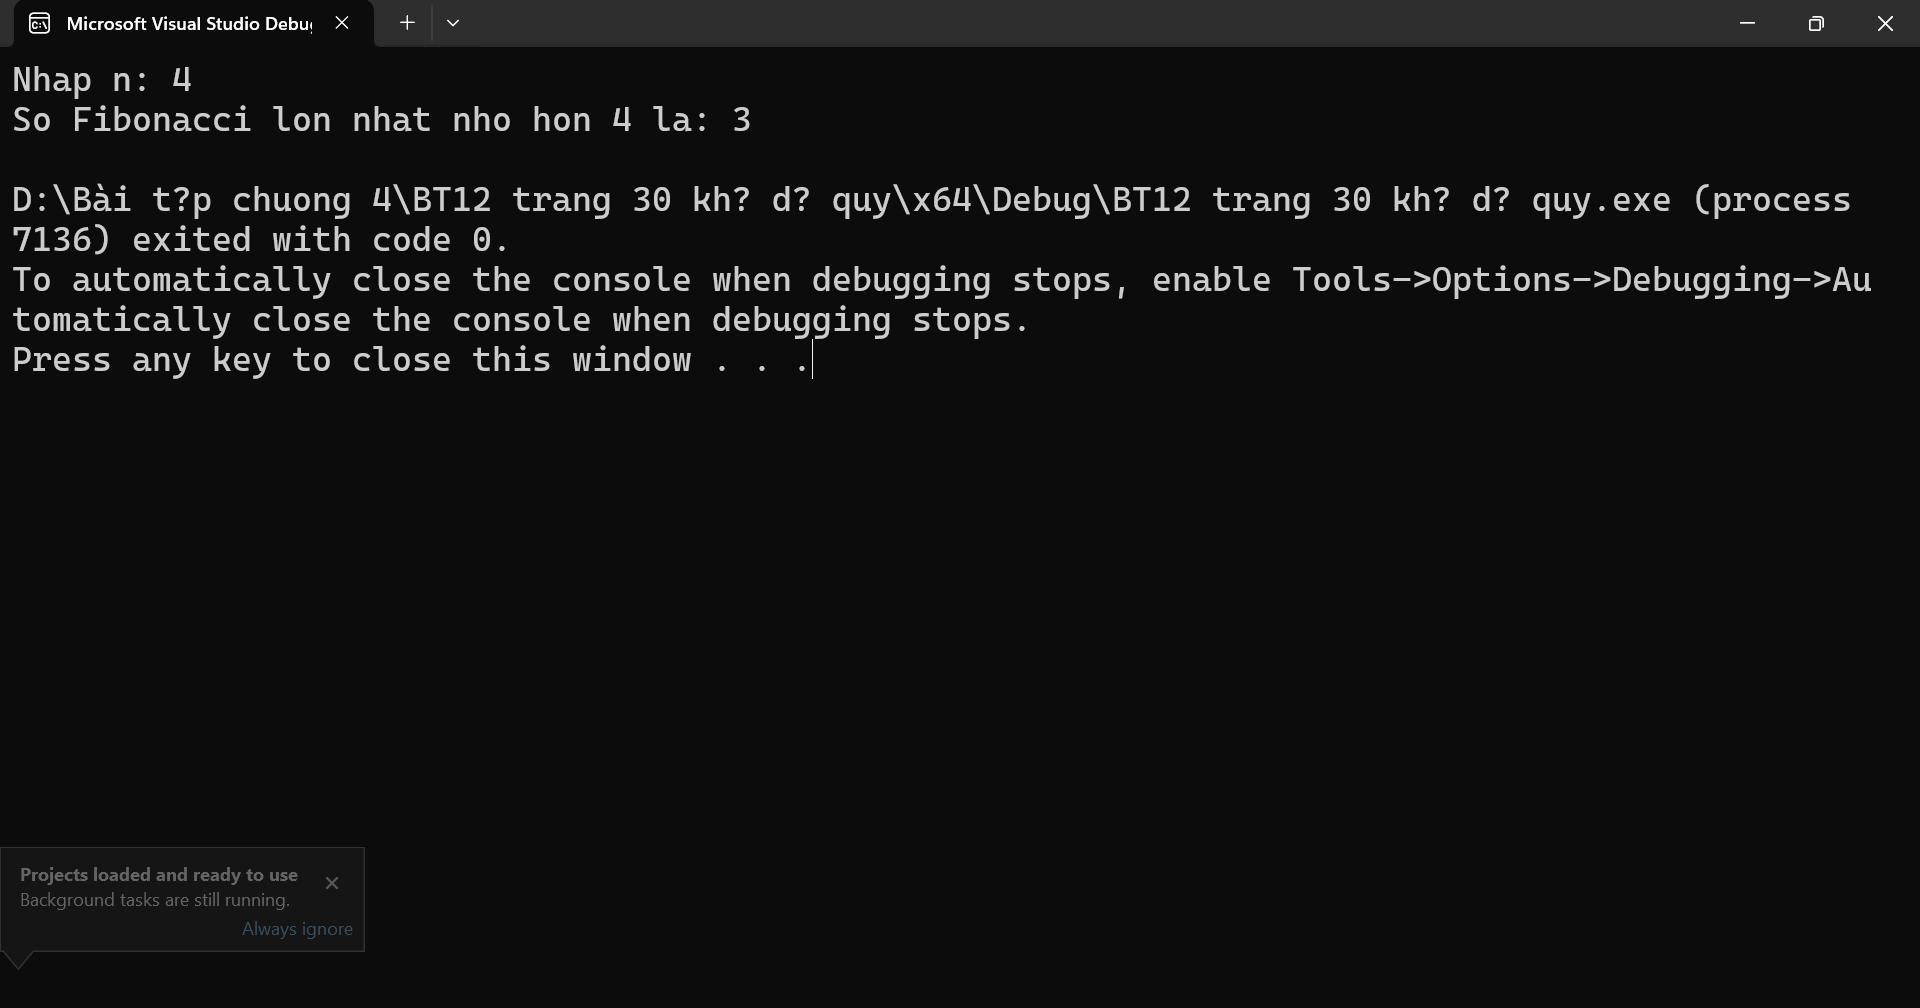 Microsoft Visual Studio Debu
Nhap n: 4
So Fibonacci lon nhat nho hon 4 la: 3
D:\Bài t?p chuong 4\BT12 trang 30 kh? d? quy\x64\Debug\BT12 trang 30 kh? d? quy.exe (process
7136) exited with code 0.
To automatically close the console when debugging stops, enable Tools->Options->Debugging->Au
tomatically close the console when debugging stops.
Press any key to close this window . . .
Projects loaded and ready to use
Background tasks are still running.
Always ignore